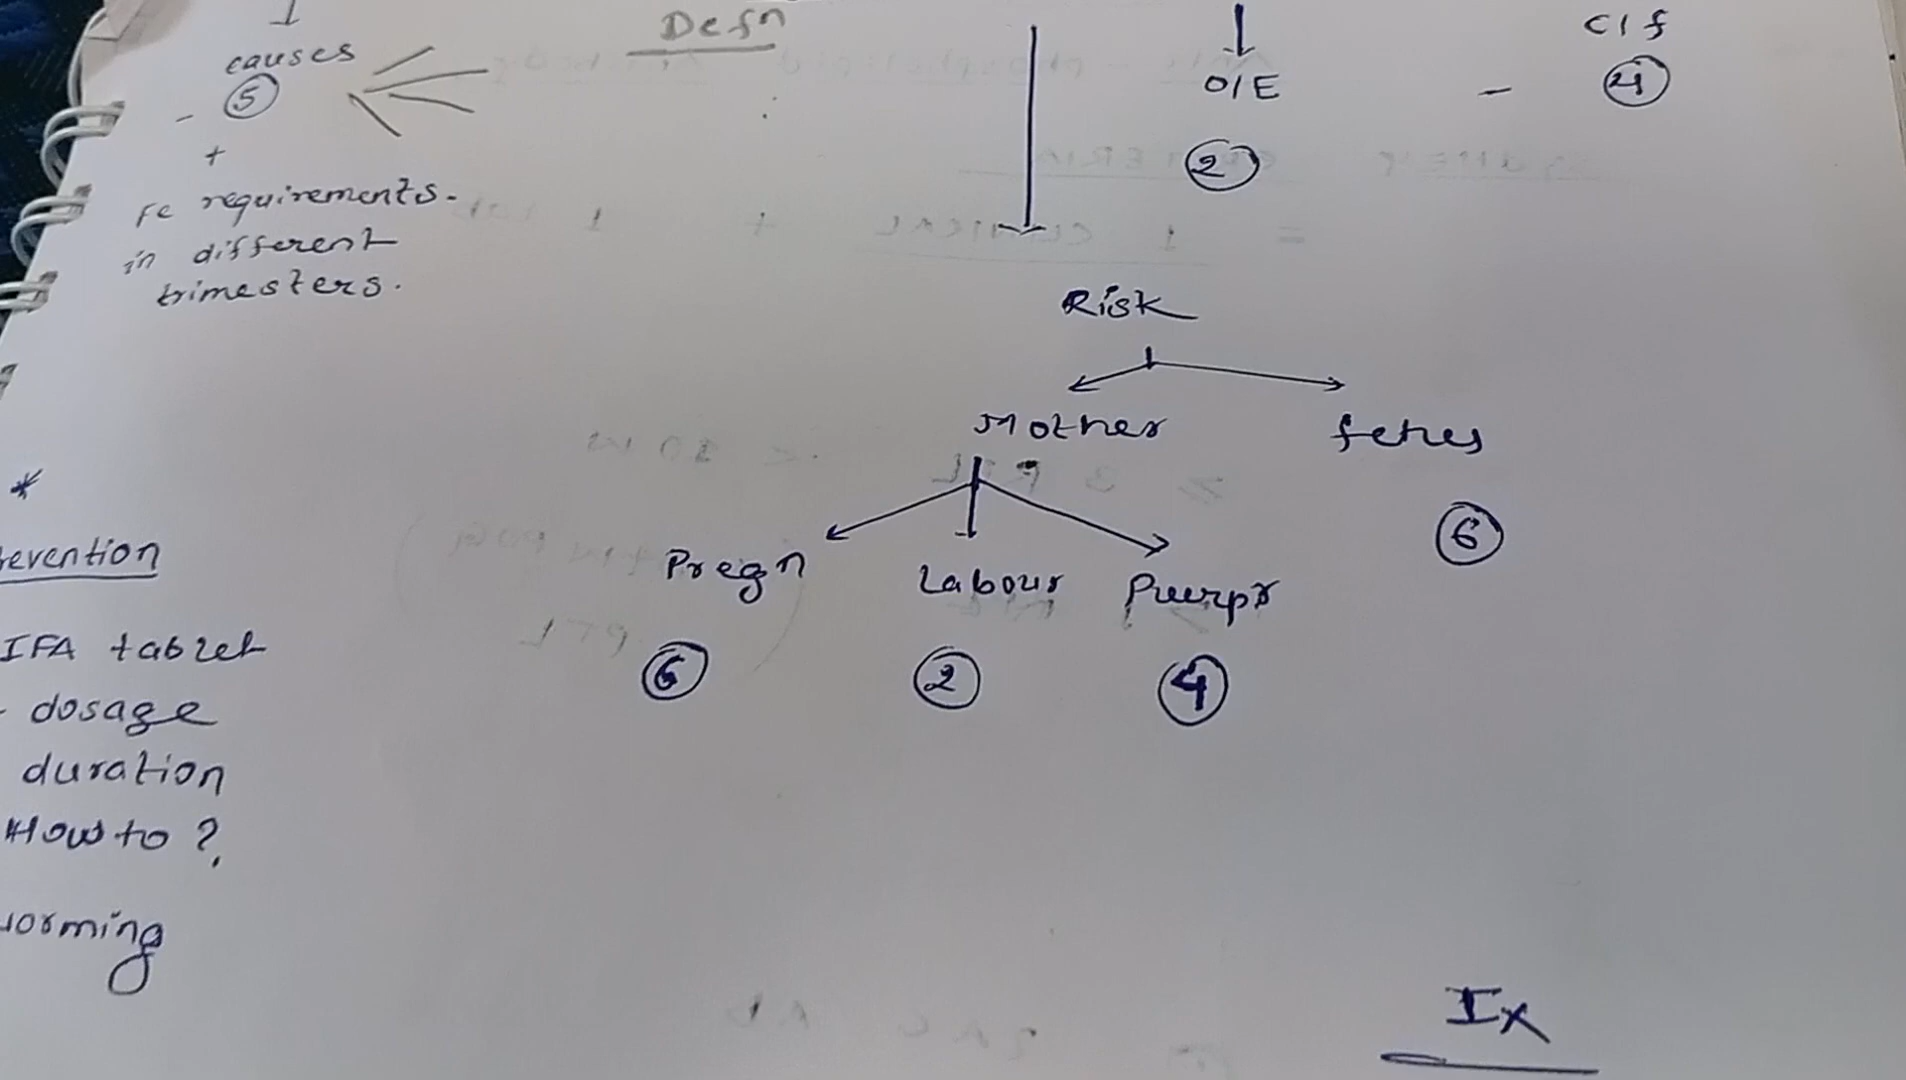 causes
5
+
Fe requirements.
in different
trimesters.
Defn
O/E
2
-
C/f
4
Risk
Mother
fetus
6
Pregn
Labour
Puerpr
6
2
4
*
revention
IFA tablet
- dosage
duration
How to ?
worming
Ix